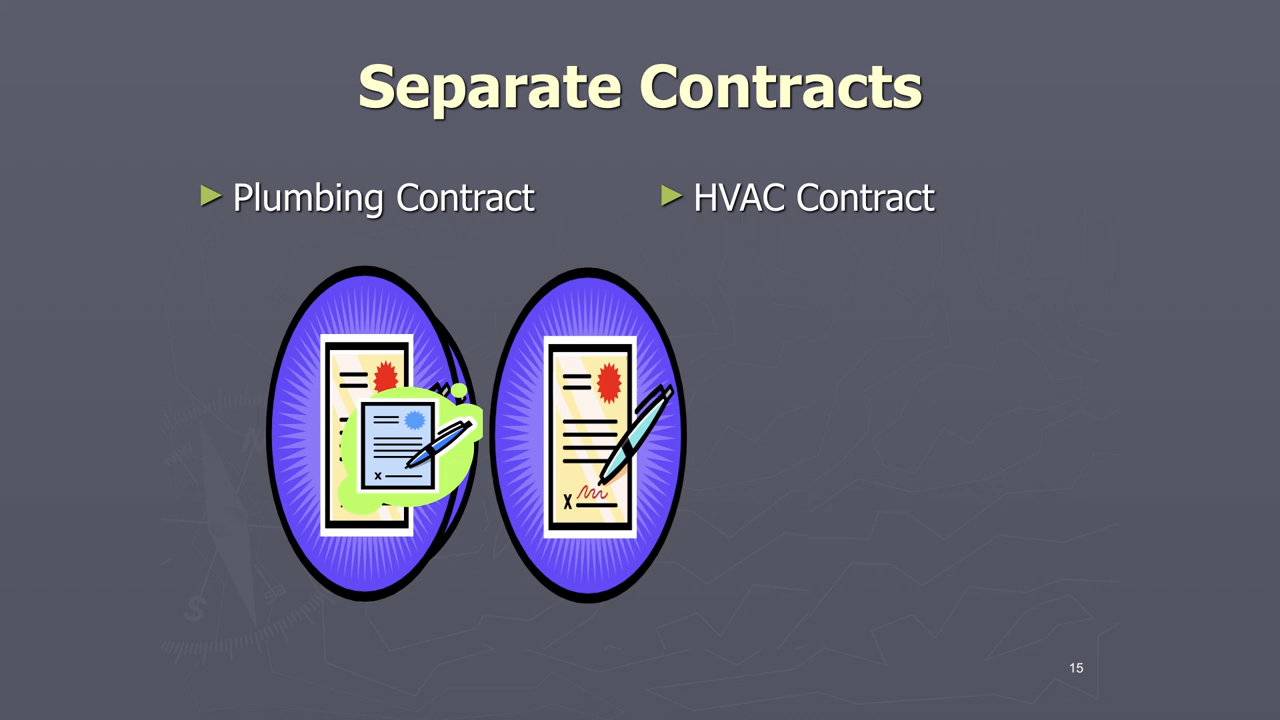 Separate Contracts
Plumbing Contract
HVAC Contract
x
x
15